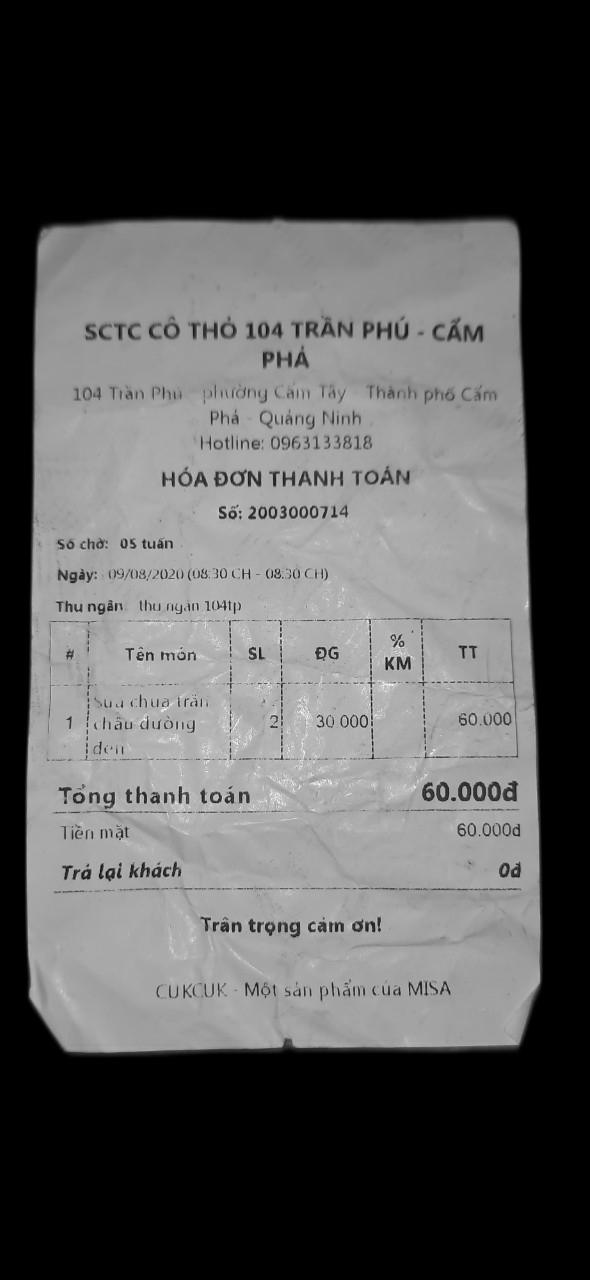 SCTC CÔ THỎ 104 TRẦN PHÚ - CẨM
PHẢ
104 Trần Phú - phường Cẩm Tây - Thành phố Cẩm
Phả - Quảng Ninh
Hotline: 0963133818
HÓA ĐƠN THANH TOÁN
Số: 2003000714
Số chờ: 05 tuấn
Ngày: 09/08/2020 (08:30 CH - 08:30 CH)
Thu ngân: thu ngân 104tp
# Tên món SL ĐG % KM TT
1 Sữa chua trân châu đường đen 2 30.000 60.000
Tổng thanh toán 60.000đ
Tiền mặt 60.000đ
Trả lại khách 0đ
Trân trọng cảm ơn!
CUKCUK - Một sản phẩm của MISA